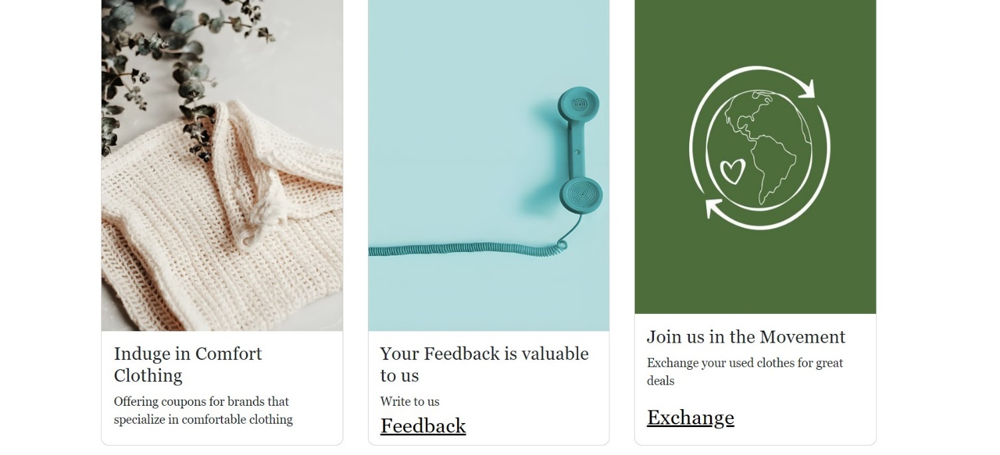 Induge in Comfort
Clothing
Offering coupons for brands that
specialize in comfortable clothing
Your Feedback is valuable
to us
Write to us
Feedback
Join us in the Movement
Exchange your used clothes for great
deals
Exchange